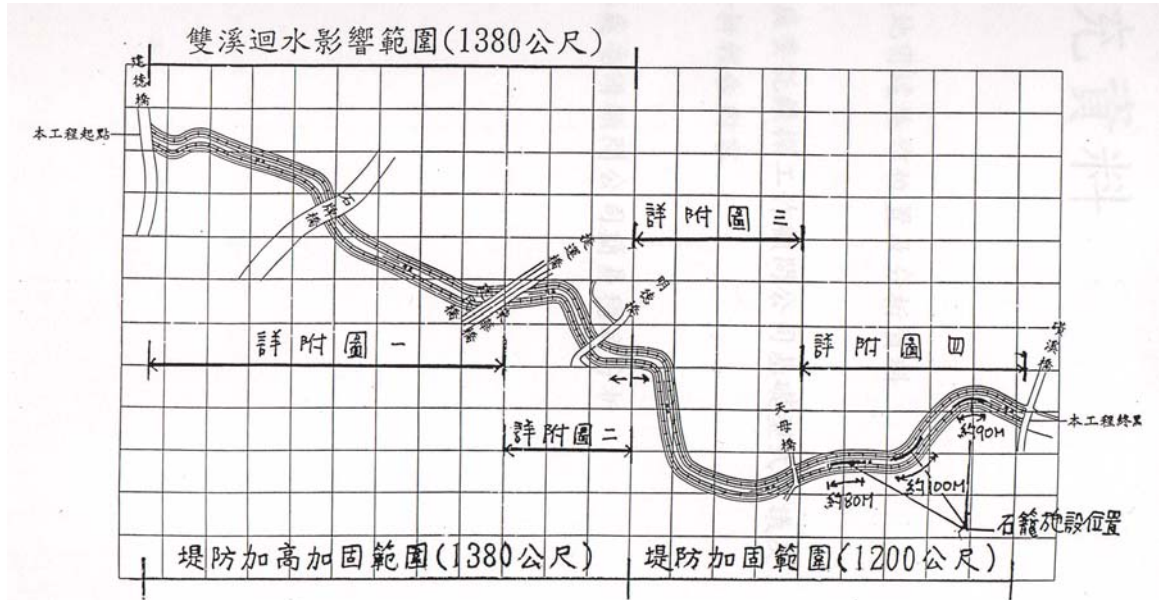 雙溪迴水影響範圍(1380公尺)
建德橋
本工程起點
石牌橋
詳附圖三
明德橋
詳附圖一
詳附圖四
本工程終點
詳附圖二
天母橋
約90M
約100M
約80M
石籠施設位置
堤防加高加固範圍(1380公尺)
堤防加固範圍(1200公尺)